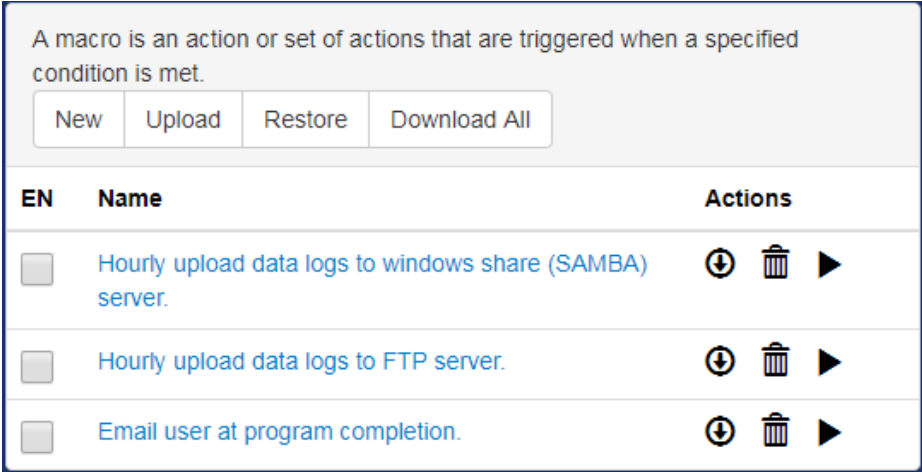 A macro is an action or set of actions that are triggered when a specified
condition is met.
New Upload Restore Download All
EN Name Actions
Hourly upload data logs to windows share (SAMBA)
server.
Hourly upload data logs to FTP server.
Email user at program completion.